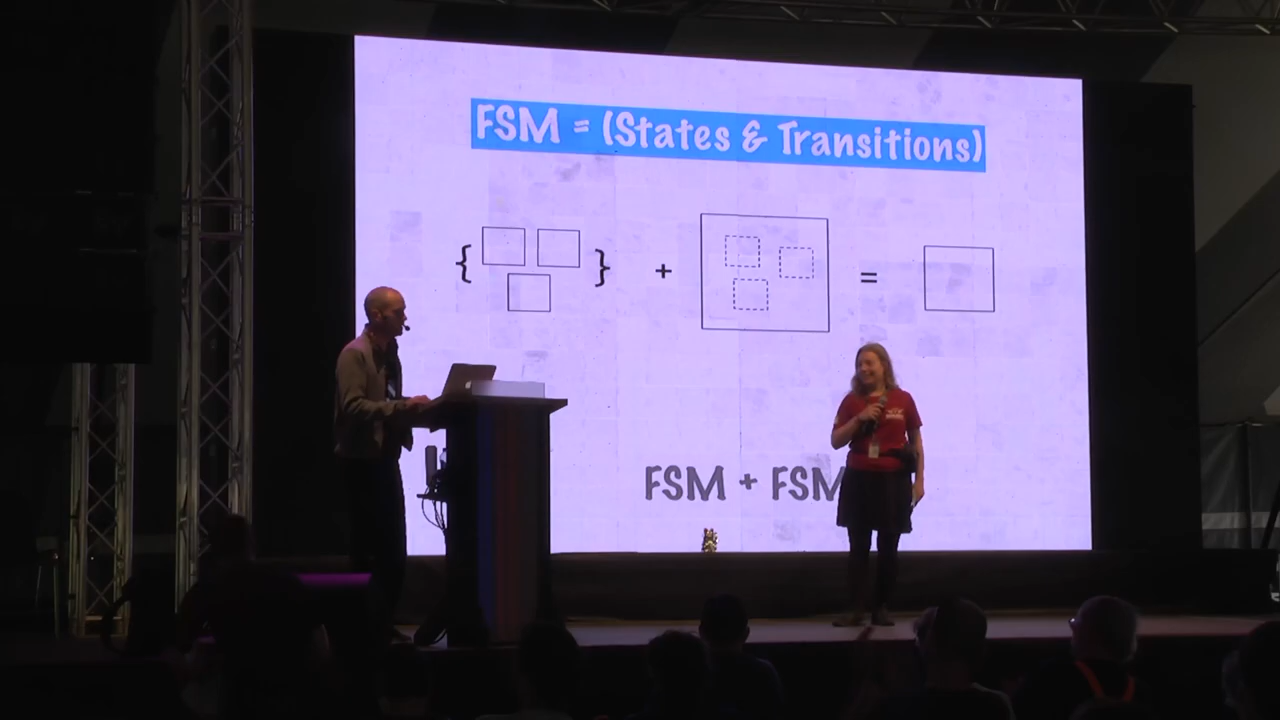 FSM = (States & Transitions)
{ } + =
FSM + FSM